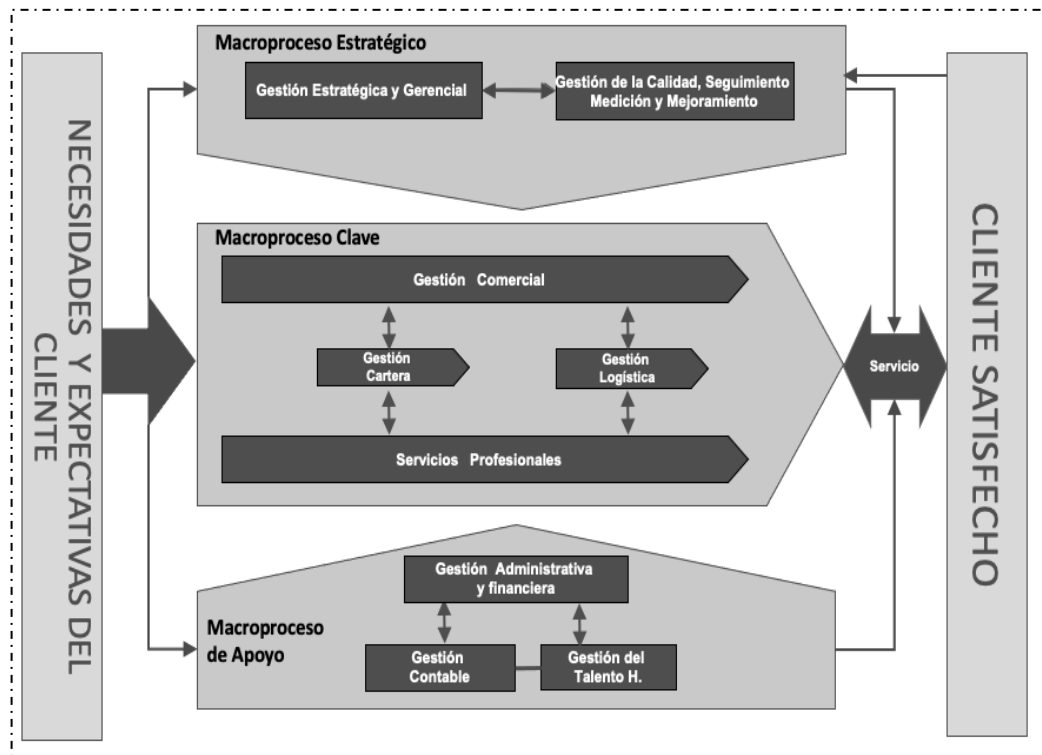 NECESIDADES Y EXPECTATIVAS DEL
CLIENTE
Macroproceso Estratégico
Gestión Estratégica y Gerencial
Gestión de la Calidad, Seguimiento
Medición y Mejoramiento
Macroproceso Clave
Gestión Comercial
Gestión
Cartera
Gestión
Logística
Servicios Profesionales
Macroproceso
de Apoyo
Gestión Administrativa
y financiera
Gestión
Contable
Gestión del
Talento H.
Servicio
CLIENTE SATISFECHO